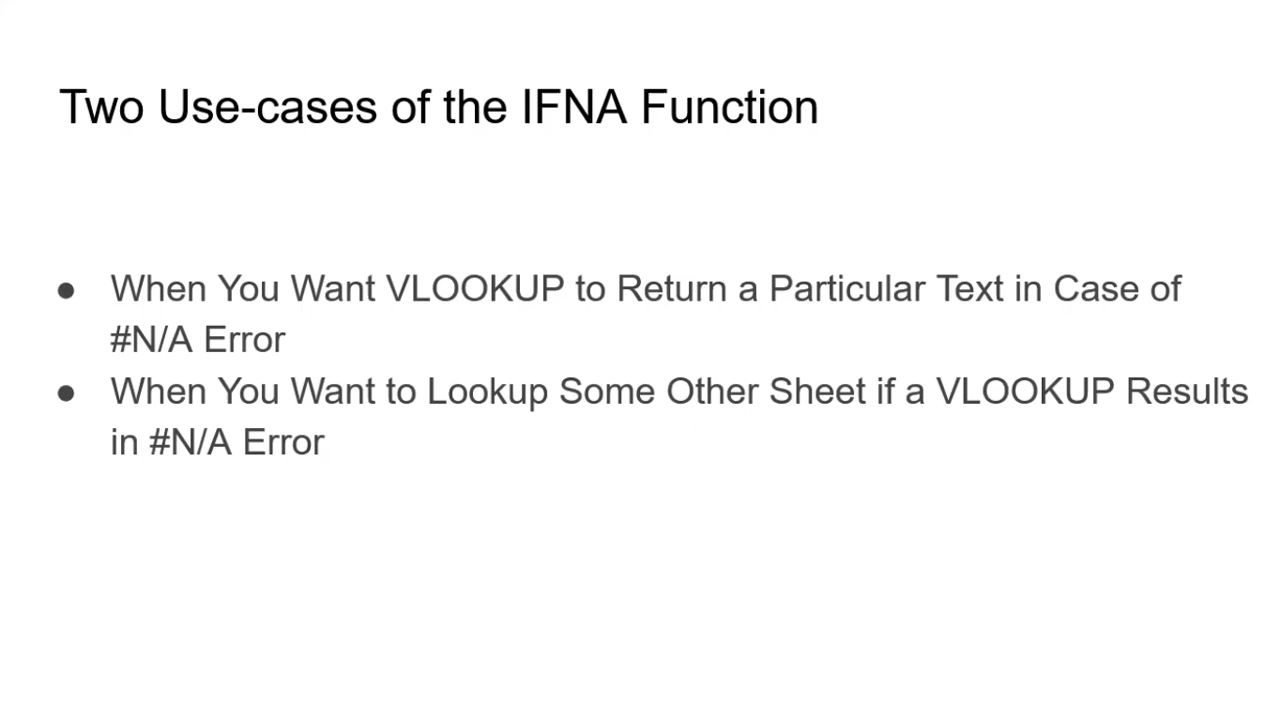 Two Use-cases of the IFNA Function
● When You Want VLOOKUP to Return a Particular Text in Case of
#N/A Error
● When You Want to Lookup Some Other Sheet if a VLOOKUP Results
in #N/A Error